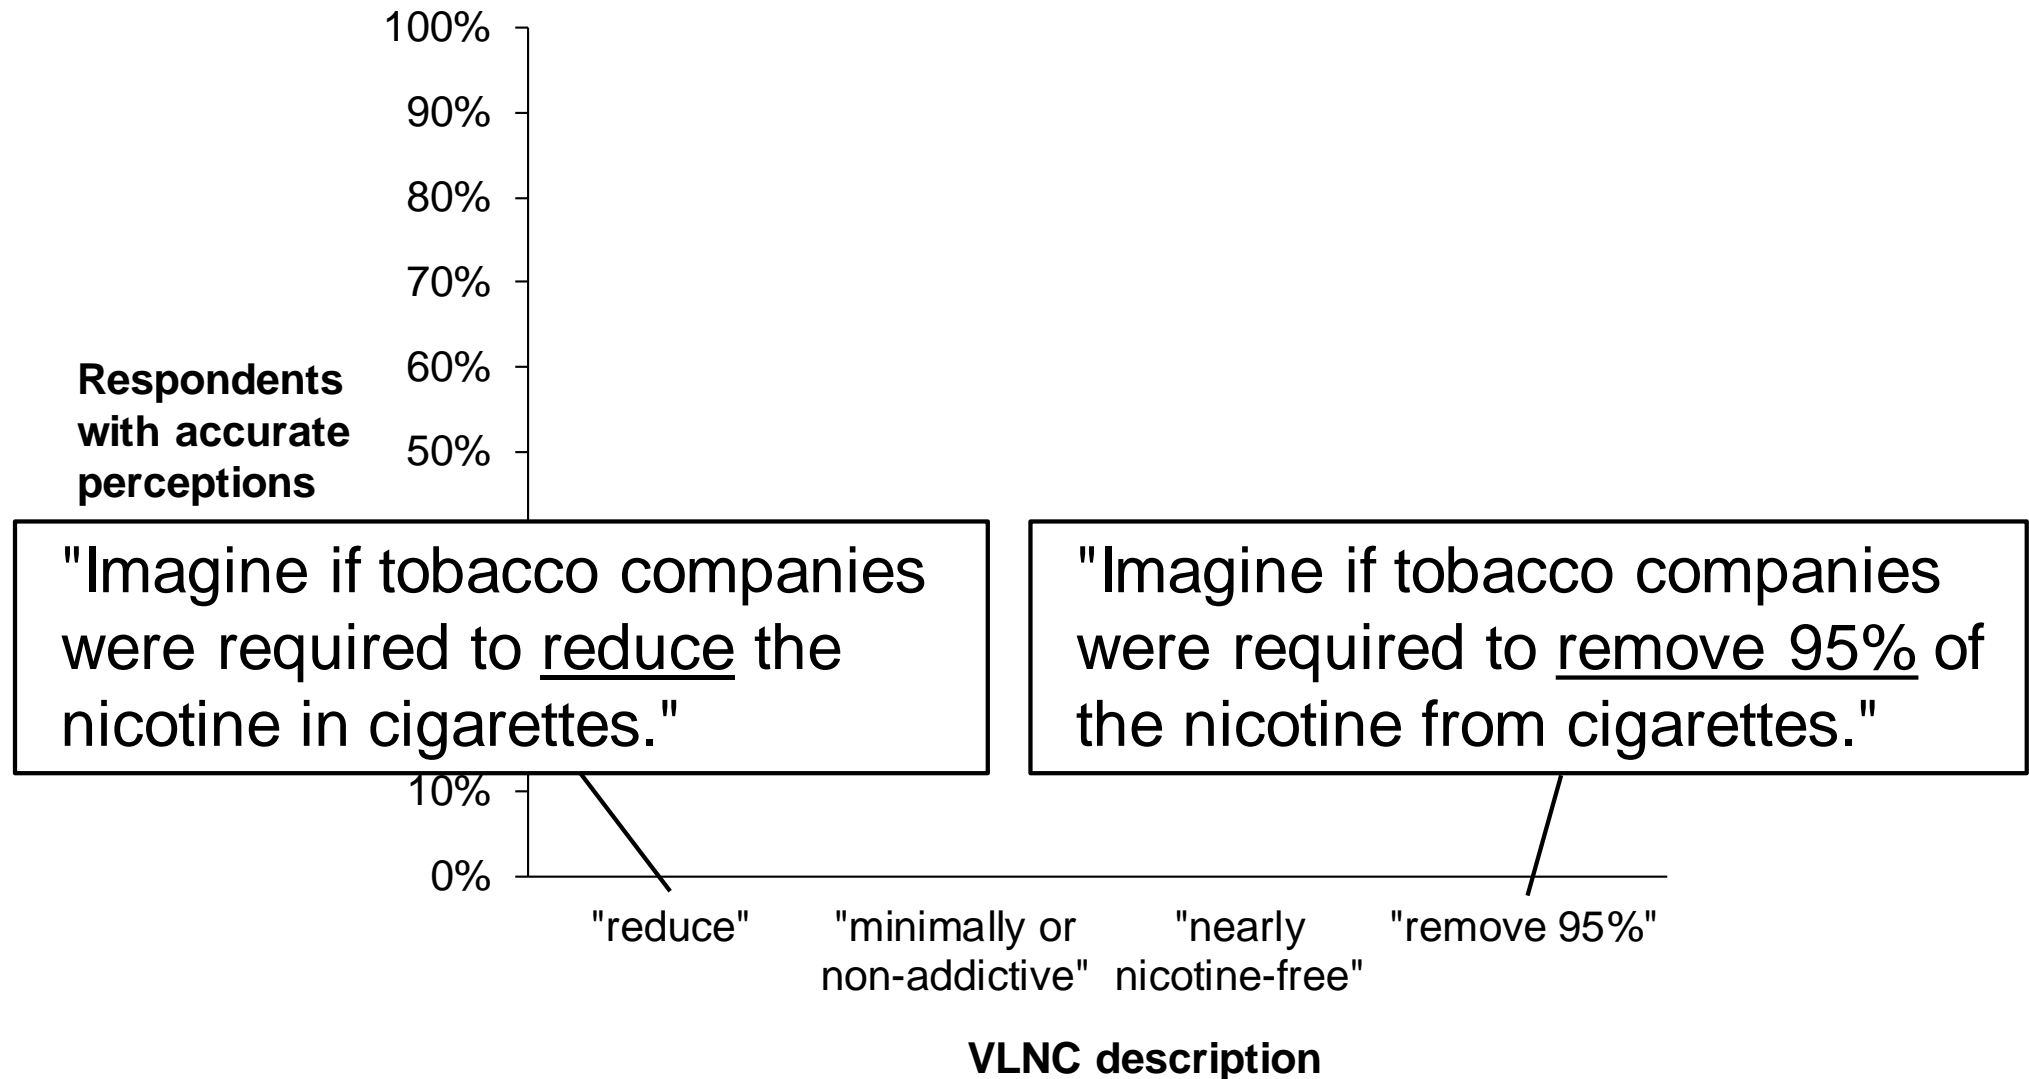 100%
90%
80%
70%
60%
50%
Respondents
with accurate
perceptions
"Imagine if tobacco companies
were required to reduce the
nicotine in cigarettes."
"Imagine if tobacco companies
were required to remove 95% of
the nicotine from cigarettes."
10%
0%
"reduce"
"minimally or
non-addictive"
"nearly
nicotine-free"
"remove 95%"
VLNC description